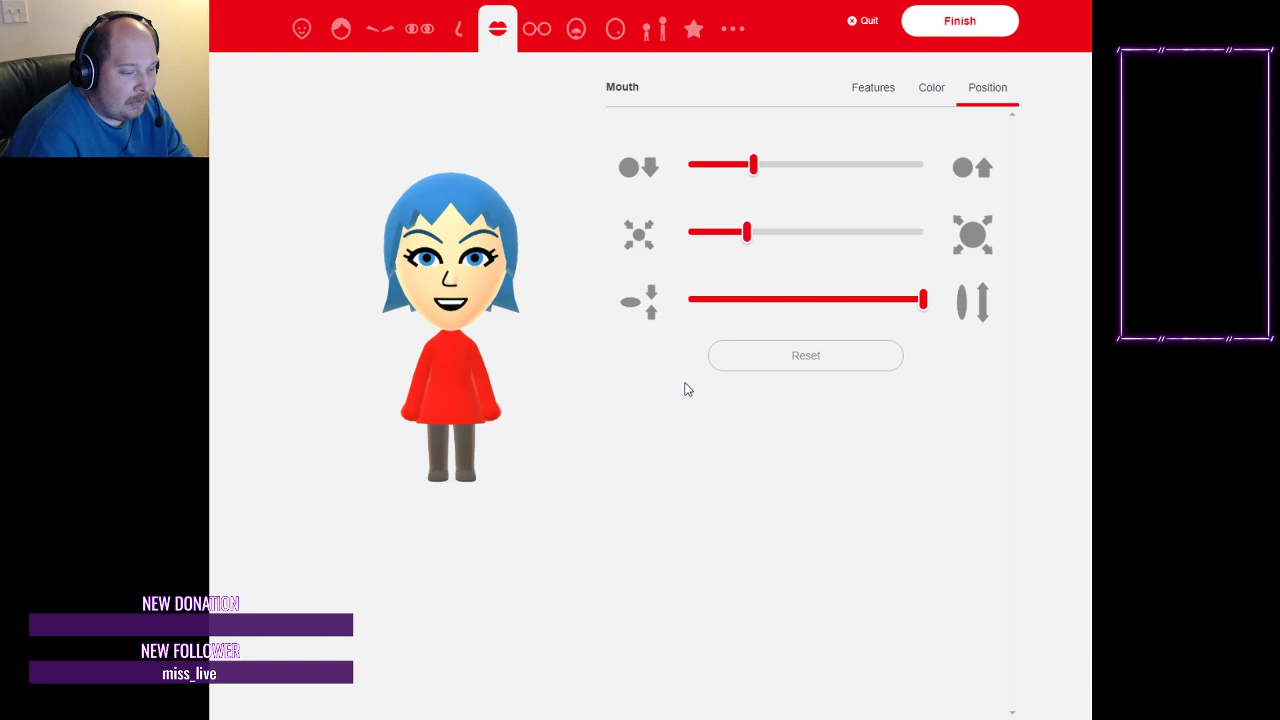 Quit
Finish
Mouth
Features
Color
Position
Reset
NEW DONATION
NEW FOLLOWER
miss_live